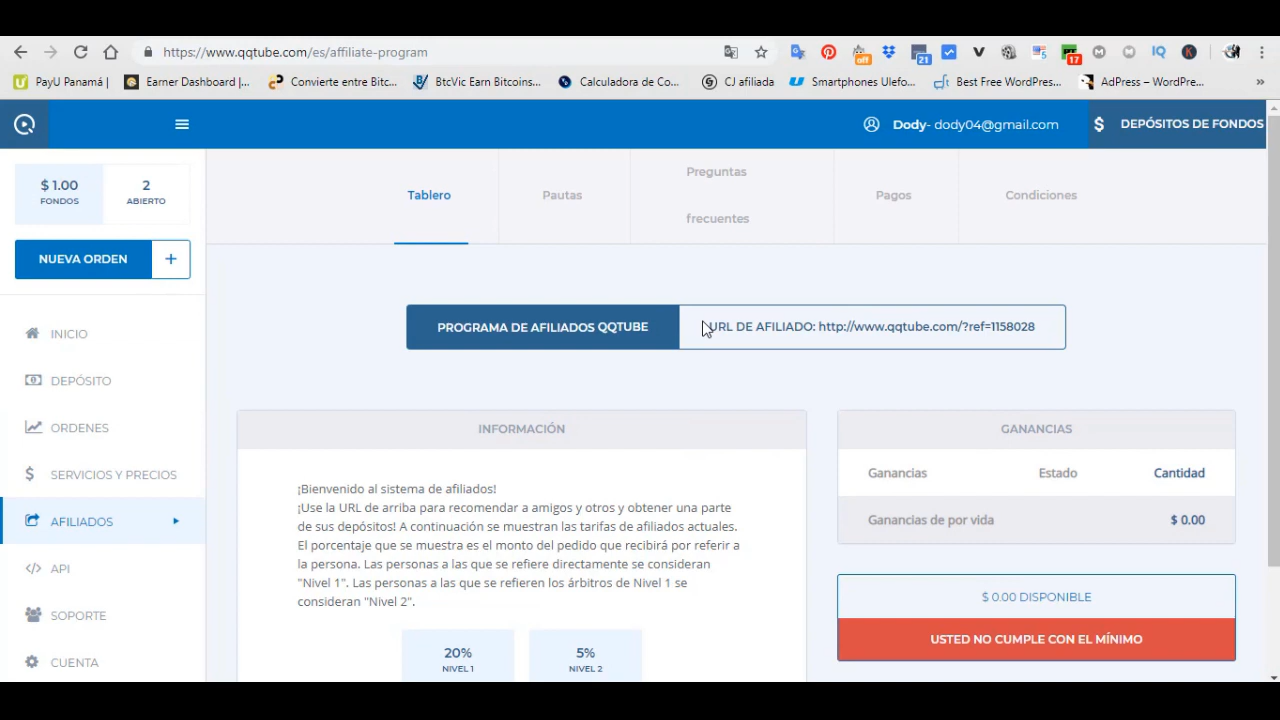 https://www.qqtube.com/es/affiliate-program
off
21
5
17
IQ
K
PayU Panamá |
Earner Dashboard |...
Convierte entre Bitc...
BtcVic Earn Bitcoins...
Calculadora de Co...
CJ afiliada
Smartphones Ulefo...
Best Free WordPres...
AdPress – WordPre...
»
Dody- dody04@gmail.com
$ DEPÓSITOS DE FONDOS
$ 1.00
FONDOS
2
ABIERTO
NUEVA ORDEN +
INICIO
DEPÓSITO
ORDENES
$ SERVICIOS Y PRECIOS
AFILIADOS
</> API
SOPORTE
CUENTA
Tablero
Pautas
Preguntas
frecuentes
Pagos
Condiciones
PROGRAMA DE AFILIADOS QQTUBE
URL DE AFILIADO: http://www.qqtube.com/?ref=1158028
INFORMACIÓN
¡Bienvenido al sistema de afiliados!
¡Use la URL de arriba para recomendar a amigos y otros y obtener una parte
de sus depósitos! A continuación se muestran las tarifas de afiliados actuales.
El porcentaje que se muestra es el monto del pedido que recibirá por referir a
la persona. Las personas a las que se refiere directamente se consideran
"Nivel 1". Las personas a las que se refieren los árbitros de Nivel 1 se
consideran "Nivel 2".
20%
NIVEL 1
5%
NIVEL 2
GANANCIAS
Ganancias Estado Cantidad
Ganancias de por vida $ 0.00
$ 0.00 DISPONIBLE
USTED NO CUMPLE CON EL MÍNIMO